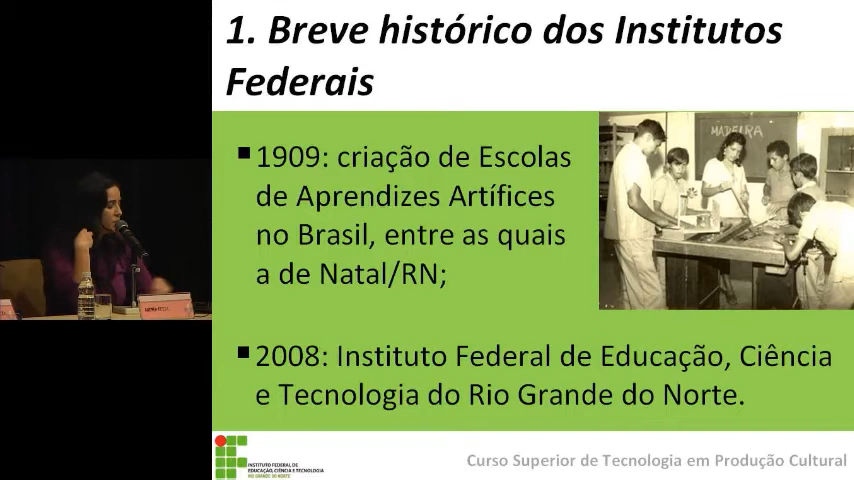 1. Breve histórico dos Institutos
Federais
1909: criação de Escolas
de Aprendizes Artífices
no Brasil, entre as quais
a de Natal/RN;
MADEIRA
2008: Instituto Federal de Educação, Ciência
e Tecnologia do Rio Grande do Norte.
INSTITUTO FEDERAL DE
EDUCAÇÃO, CIÊNCIA E TECNOLOGIA
RIO GRANDE DO NORTE
Curso Superior de Tecnologia em Produção Cultural